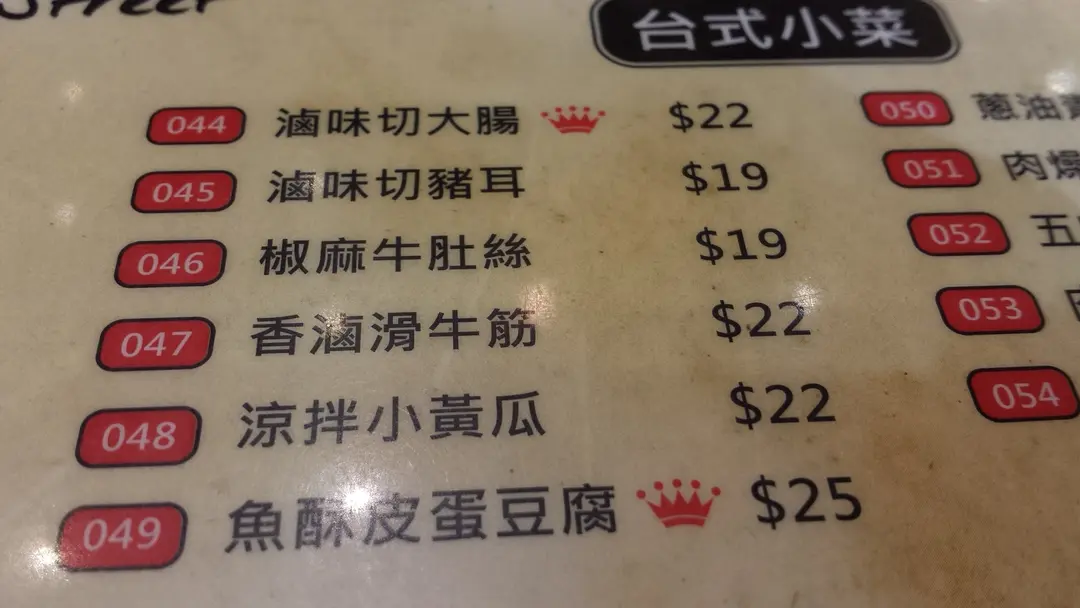 Street
台式小菜
044 滷味切大腸 $22
045 滷味切豬耳 $19
046 椒麻牛肚絲 $19
047 香滷滑牛筋 $22
048 涼拌小黃瓜 $22
049 魚酥皮蛋豆腐 $25
050 蔥油
051 肉燥
052 五
053
054